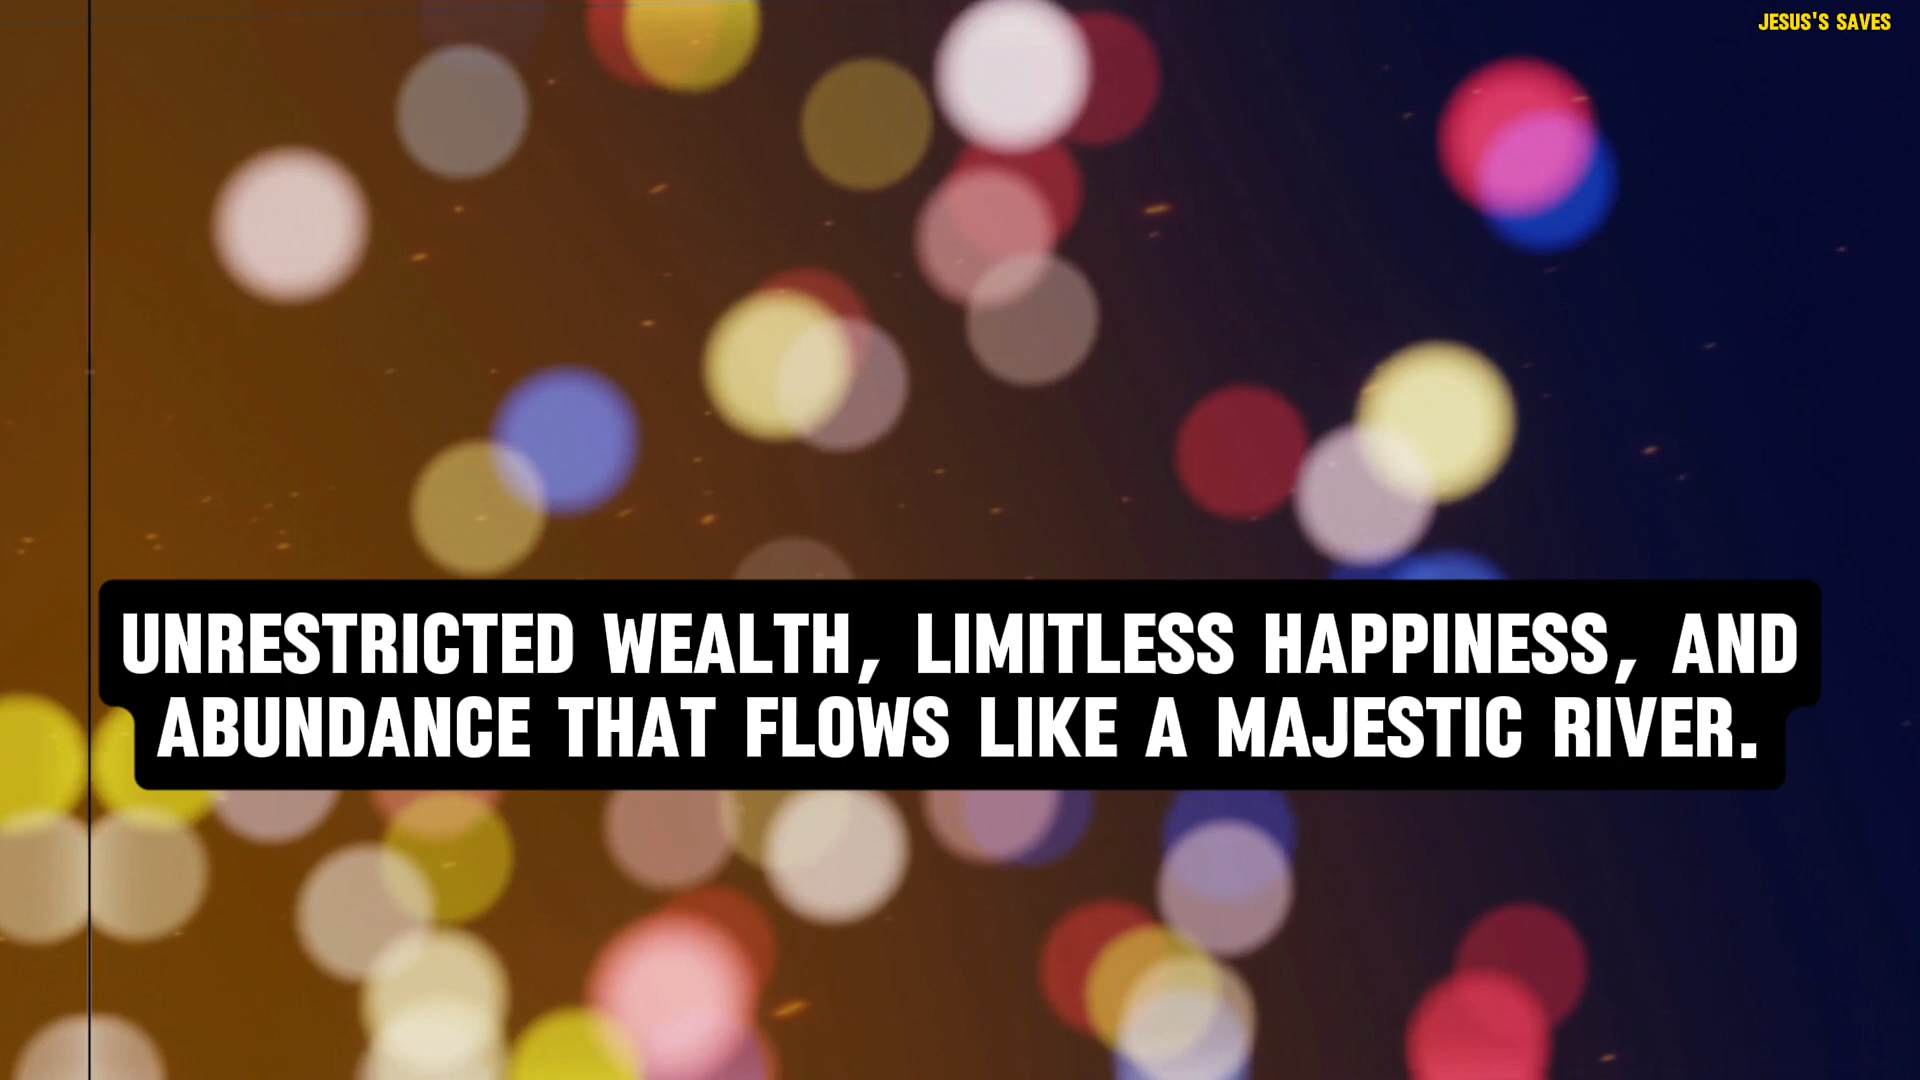 JESUS'S SAVES
UNRESTRICTED WEALTH, LIMITLESS HAPPINESS, AND
ABUNDANCE THAT FLOWS LIKE A MAJESTIC RIVER.